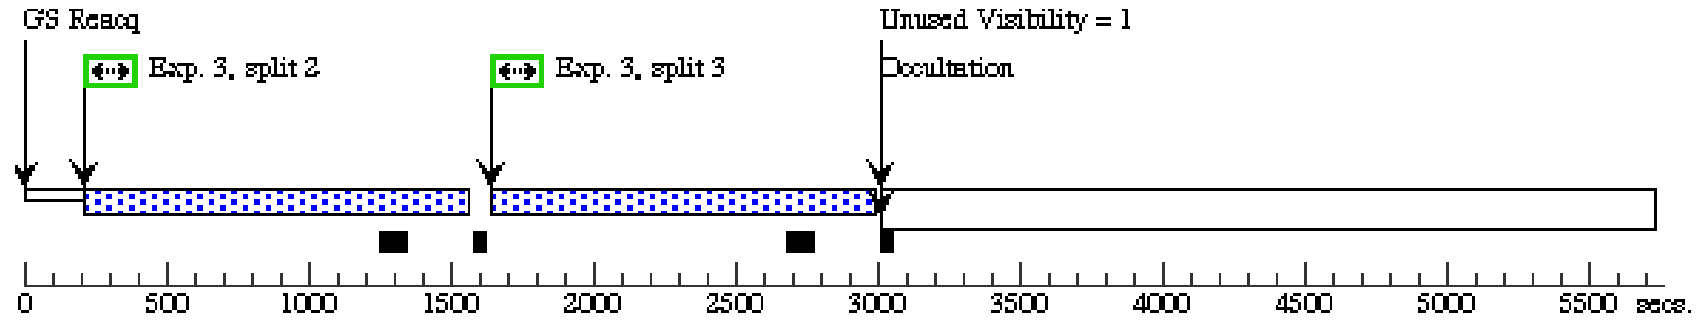 GS Reacq
Unused Visibility = 1
Exp. 3, split 2
Exp. 3, split 3
Occultation
0 500 1000 1500 2000 2500 3000 3500 4000 4500 5000 5500 secs.